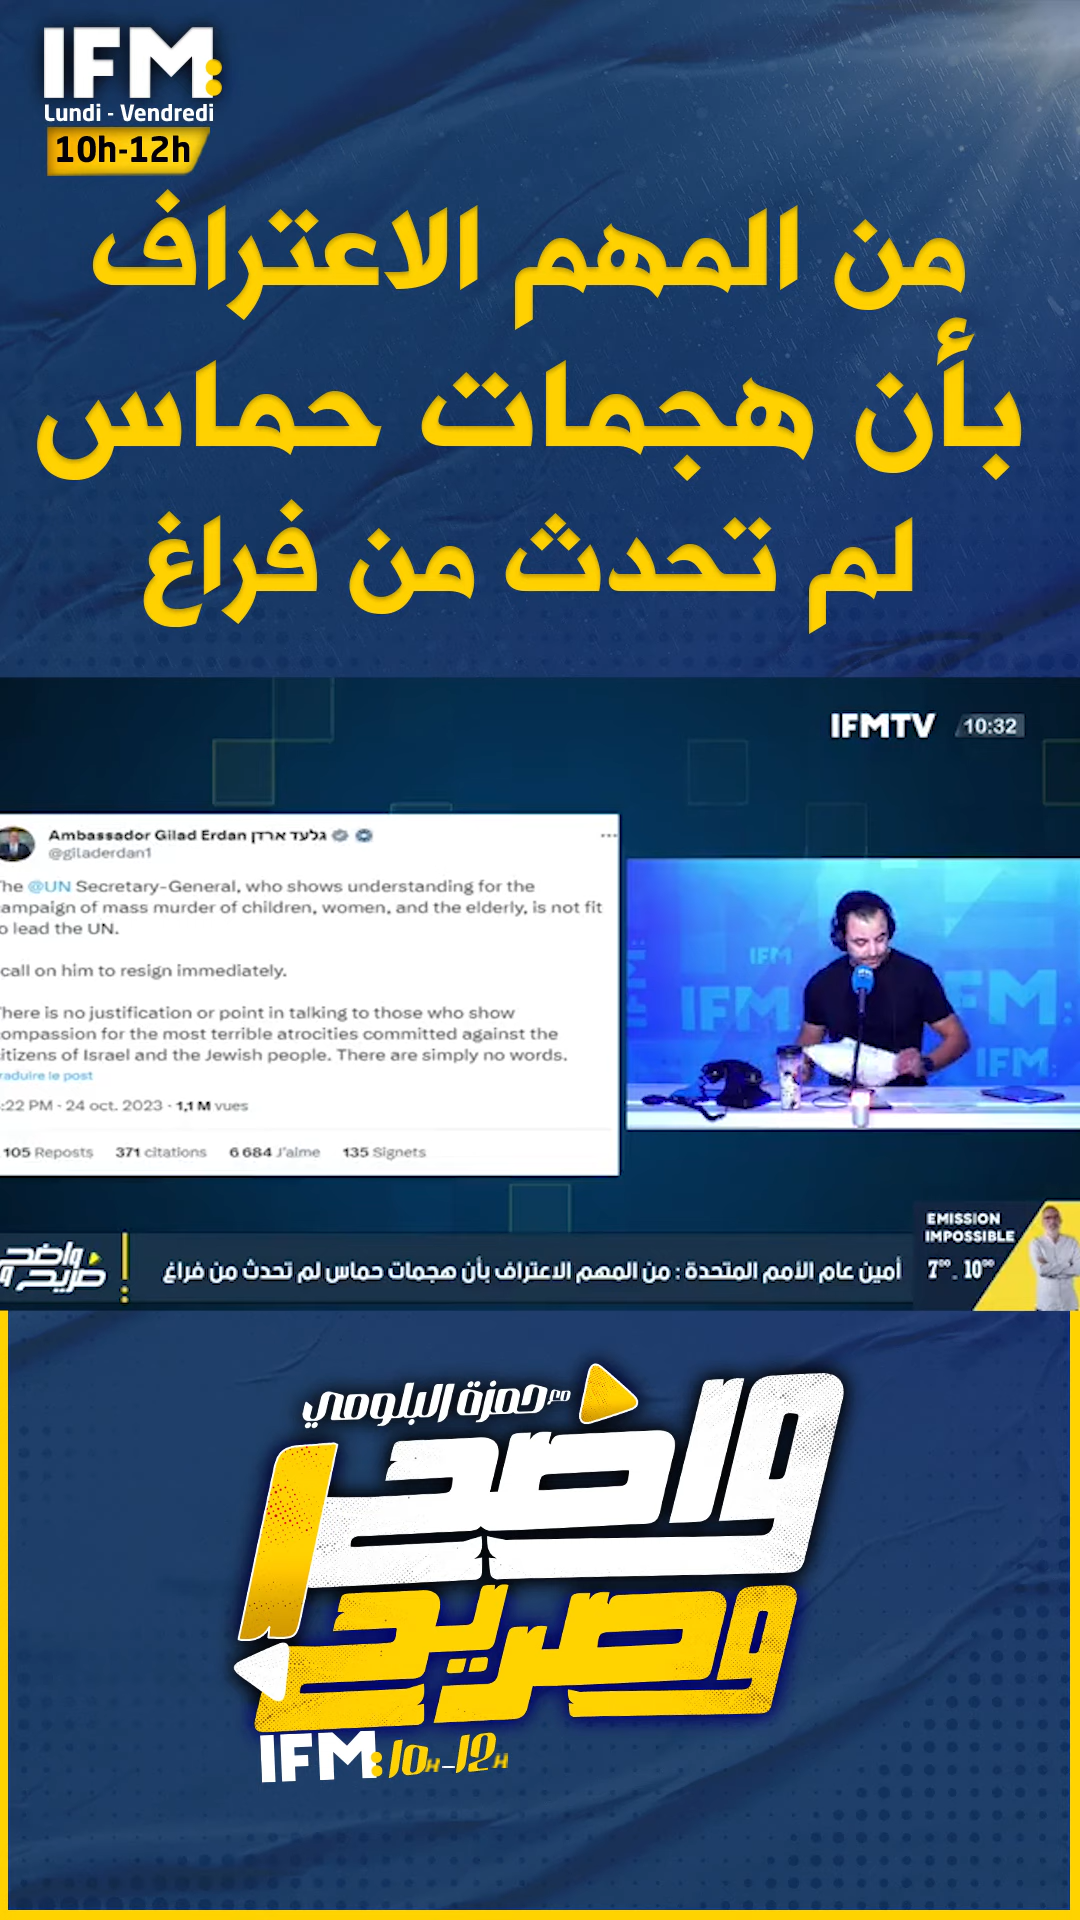 IFM:
Lundi - Vendredi
10h-12h
من المهم الاعتراف
بأن هجمات حماس
لم تحدث من فراغ
IFMTV 10:32
Ambassador Gilad Erdan גלעד ארדן
@giladerdan1
he @UN Secretary-General, who shows understanding for the
ampaign of mass murder of children, women, and the elderly, is not fit
o lead the UN.
call on him to resign immediately.
here is no justification or point in talking to those who show
ompassion for the most terrible atrocities committed against the
itizens of Israel and the Jewish people. There are simply no words.
raduire le post
:22 PM · 24 oct. 2023 · 1,1 M vues
105 Reposts 371 citations 6 684 J'aime 135 Signets
IFM
IFM
IFM:
IFM:
EMISSION
IMPOSSIBLE
7⁰⁰ - 10⁰⁰
واضح
و صريح
أمين عام الأمم المتحدة : من المهم الاعتراف بأن هجمات حماس لم تحدث من فراغ
مع حمزة البلومي
واضح
وصريح
IFM: 10H-12H